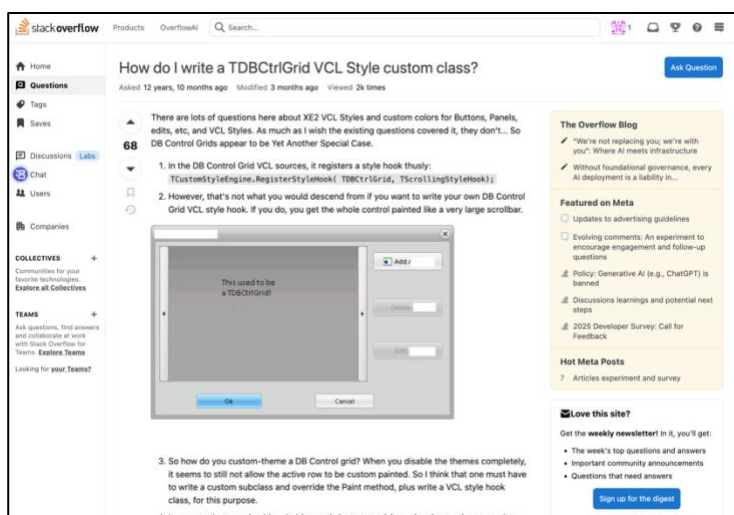 stack overflow
Products OverflowAI Search... 1
Home
Questions
Tags
Saves
Discussions Labs
Chat
Users
Companies
COLLECTIVES +
Communities for your
favorite technologies.
Explore all Collectives
TEAMS +
Ask questions, find answers
and collaborate at work
with Stack Overflow for
Teams. Explore Teams
Looking for your Teams?
How do I write a TDBCtrlGrid VCL Style custom class?
Ask Question
Asked 12 years, 10 months ago Modified 3 months ago Viewed 2k times
68
There are lots of questions here about XE2 VCL Styles and custom colors for Buttons, Panels,
edits, etc, and VCL Styles. As much as I wish the existing questions covered it, they don't... So
DB Control Grids appear to be Yet Another Special Case.
1. In the DB Control Grid VCL sources, it registers a style hook thusly:
TCustomStyleEngine.RegisterStyleHook( TDBCtrlGrid, TScrollingStyleHook);
2. However, that's not what you would descend from if you want to write your own DB Control
Grid VCL style hook. If you do, you get the whole control painted like a very large scrollbar.
This used to be
a TDBCtrlGrid!
Add
Delete
Edit
Ok
Cancel
3. So how do you custom-theme a DB Control grid? When you disable the themes completely,
it seems to still not allow the active row to be custom painted. So I think that one must have
to write a custom subclass and override the Paint method, plus write a VCL style hook
class, for this purpose.
The Overflow Blog
"We're not replacing you; we're with
you": Where AI meets infrastructure
Without foundational governance, every
AI deployment is a liability in...
Featured on Meta
Updates to advertising guidelines
Evolving comments: An experiment to
encourage engagement and follow-up
questions
Policy: Generative AI (e.g., ChatGPT) is
banned
Discussions learnings and potential next
steps
2025 Developer Survey: Call for
Feedback
Hot Meta Posts
7 Articles experiment and survey
Love this site?
Get the weekly newsletter! In it, you'll get:
• The week's top questions and answers
• Important community announcements
• Questions that need answers
Sign up for the digest